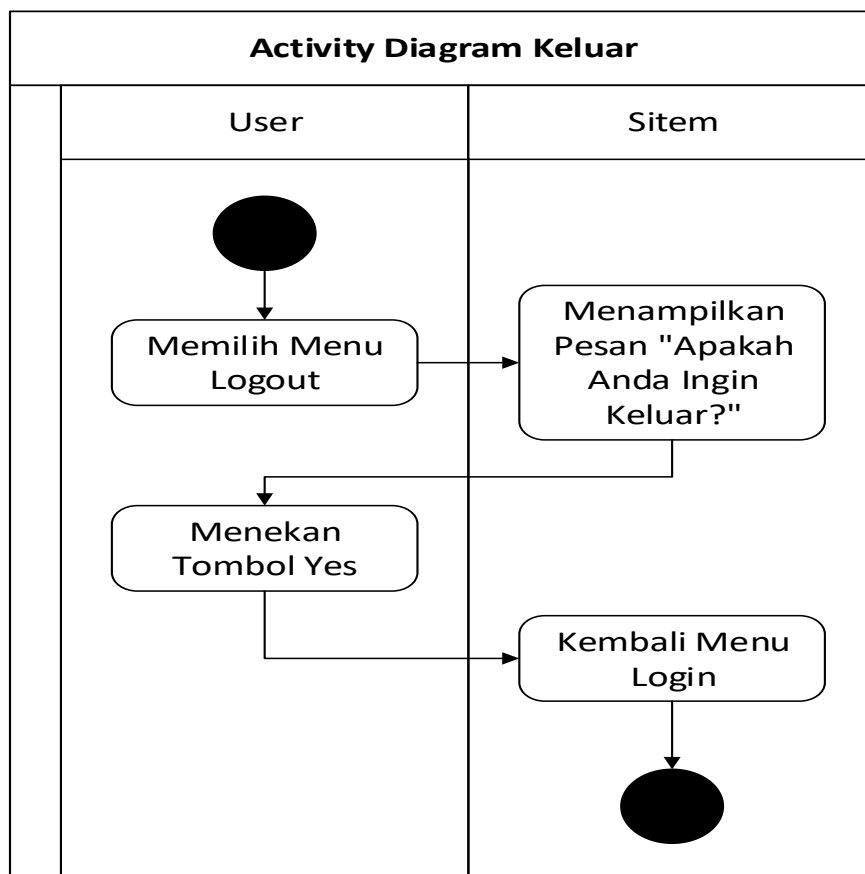 Activity Diagram Keluar
User
Sitem
Memilih Menu
Logout
Menampilkan
Pesan "Apakah
Anda Ingin
Keluar?"
Menekan
Tombol Yes
Kembali Menu
Login